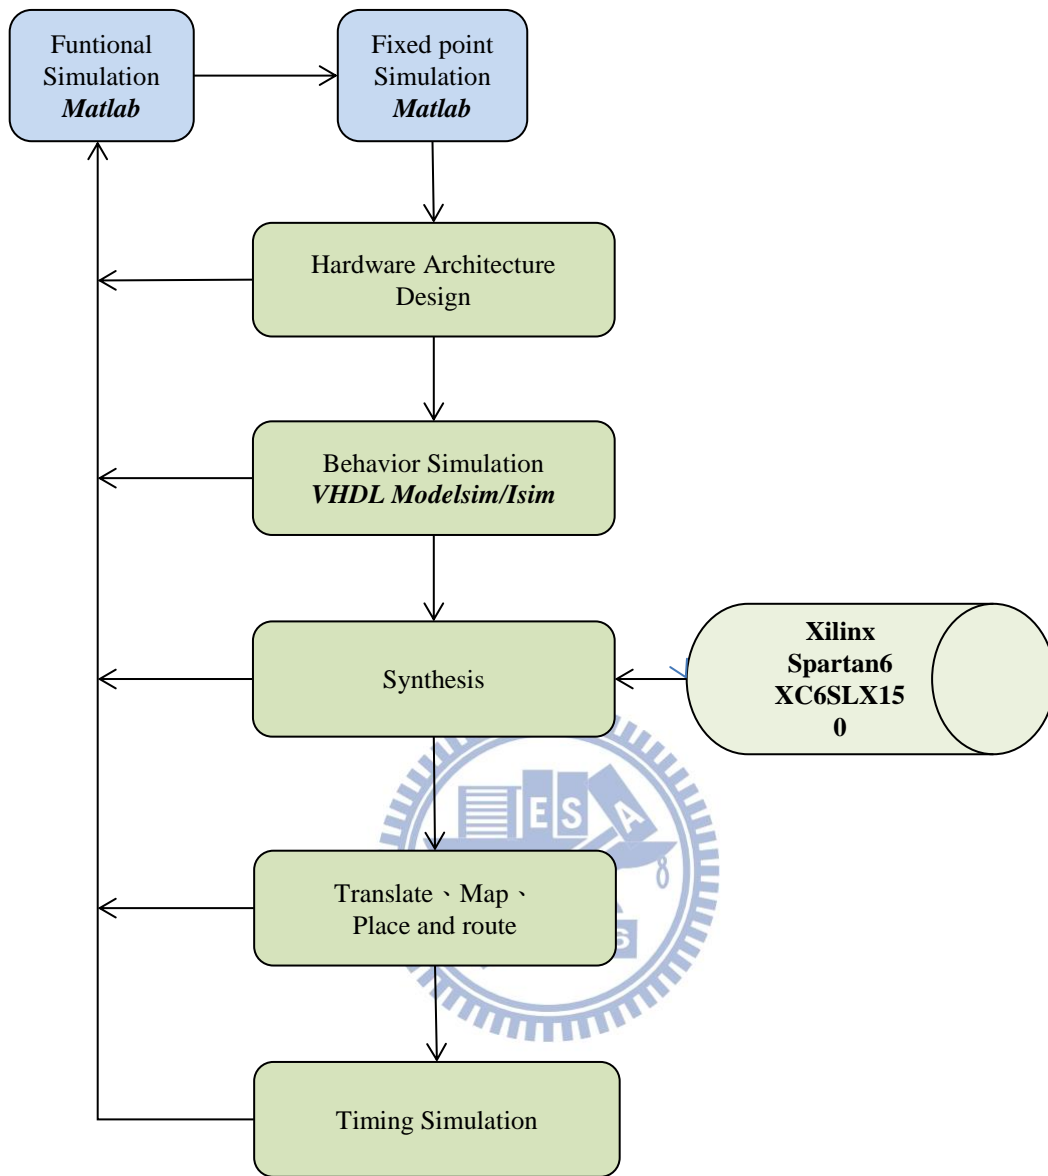 Funtional
Simulation
Matlab
Fixed point
Simulation
Matlab
Hardware Architecture
Design
Behavior Simulation
VHDL Modelsim/Isim
Synthesis
Xilinx
Spartan6
XC6SLX15
0
E S A
Translate、Map、
Place and route
6
Timing Simulation